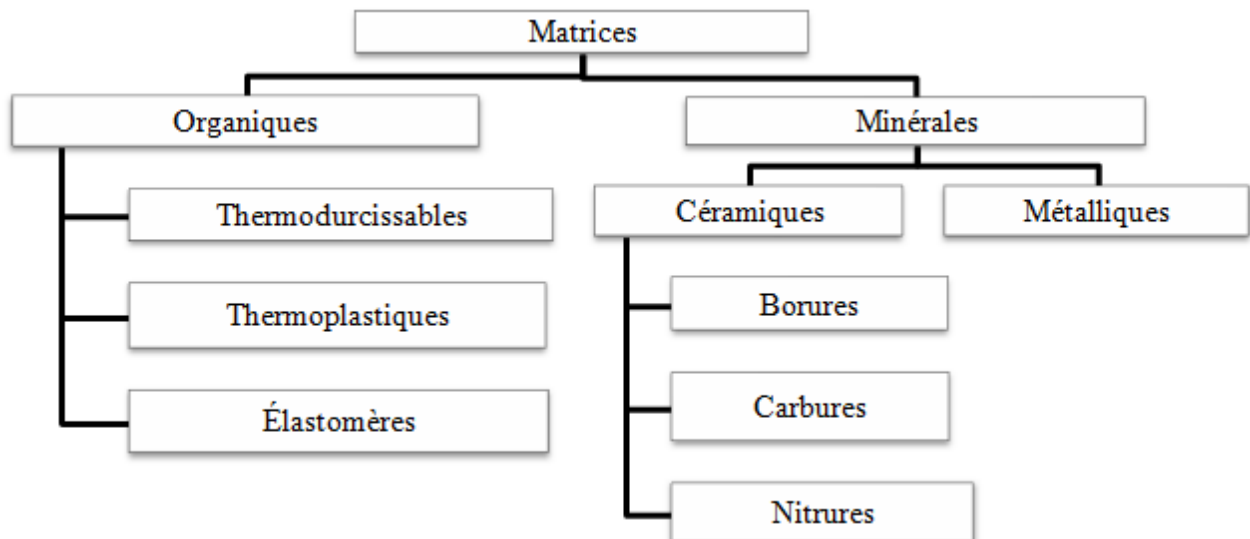 Matrices
Organiques
Minérales
Thermodurcissables
Céramiques
Métalliques
Thermoplastiques
Borures
Élastomères
Carbures
Nitrures